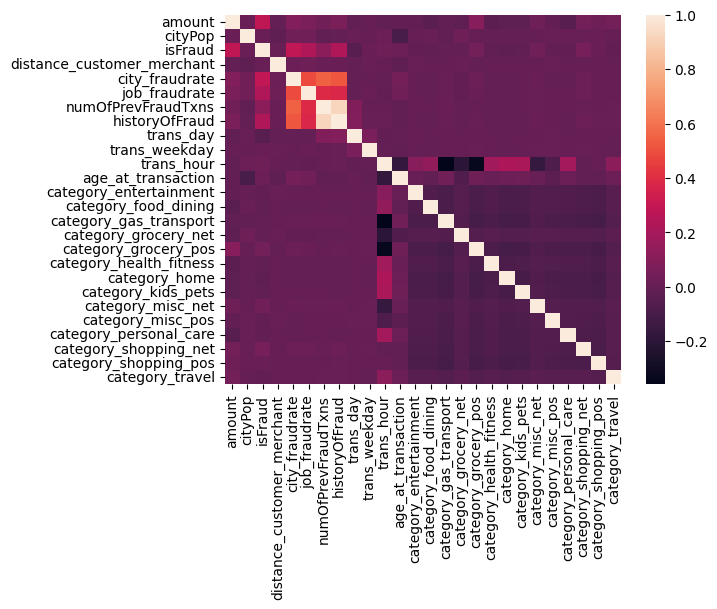 amount
cityPop
isFraud
distance_customer_merchant
city_fraudrate
job_fraudrate
numOfPrevFraudTxns
historyOfFraud
trans_day
trans_weekday
trans_hour
age_at_transaction
category_entertainment
category_food_dining
category_gas_transport
category_grocery_net
category_grocery_pos
category_health_fitness
category_home
category_kids_pets
category_misc_net
category_misc_pos
category_personal_care
category_shopping_net
category_shopping_pos
category_travel
amount
cityPop
isFraud
distance_customer_merchant
city_fraudrate
job_fraudrate
numOfPrevFraudTxns
historyOfFraud
trans_day
trans_weekday
trans_hour
age_at_transaction
category_entertainment
category_food_dining
category_gas_transport
category_grocery_net
category_grocery_pos
category_health_fitness
category_home
category_kids_pets
category_misc_net
category_misc_pos
category_personal_care
category_shopping_net
category_shopping_pos
category_travel
1.0
0.8
0.6
0.4
0.2
0.0
−0.2